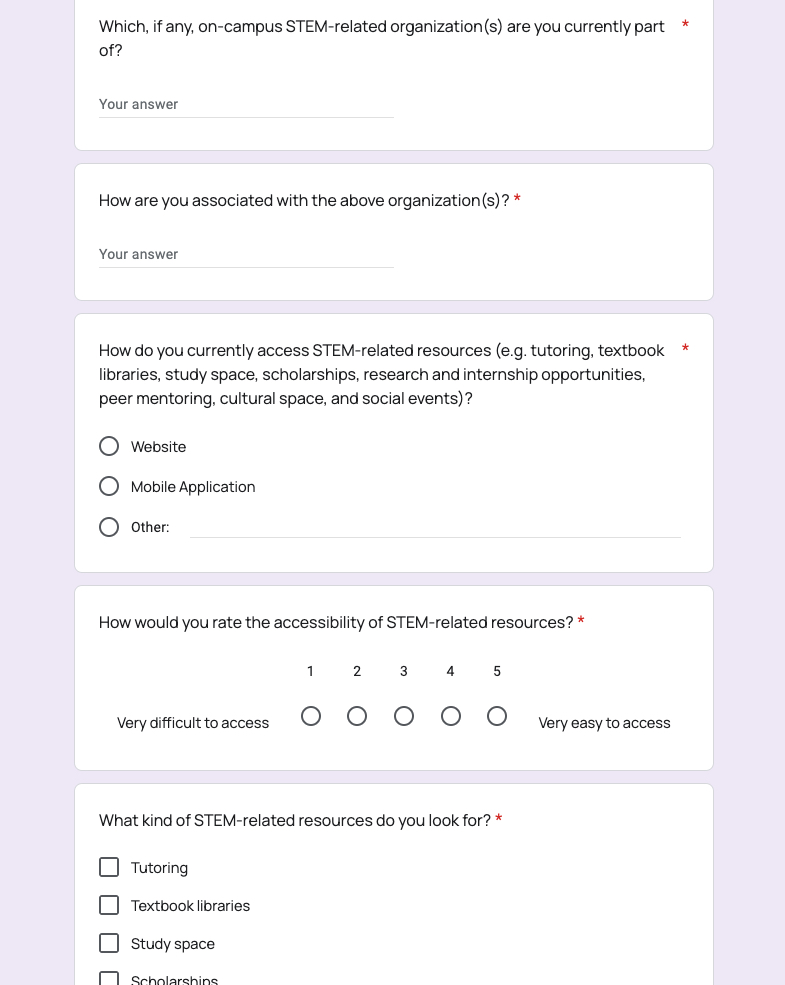 Which, if any, on-campus STEM-related organization(s) are you currently part *
of?
Your answer
How are you associated with the above organization(s)? *
Your answer
How do you currently access STEM-related resources (e.g. tutoring, textbook *
libraries, study space, scholarships, research and internship opportunities,
peer mentoring, cultural space, and social events)?
Website
Mobile Application
Other:
How would you rate the accessibility of STEM-related resources? *
1 2 3 4 5
Very difficult to access Very easy to access
What kind of STEM-related resources do you look for? *
Tutoring
Textbook libraries
Study space
Scholarships